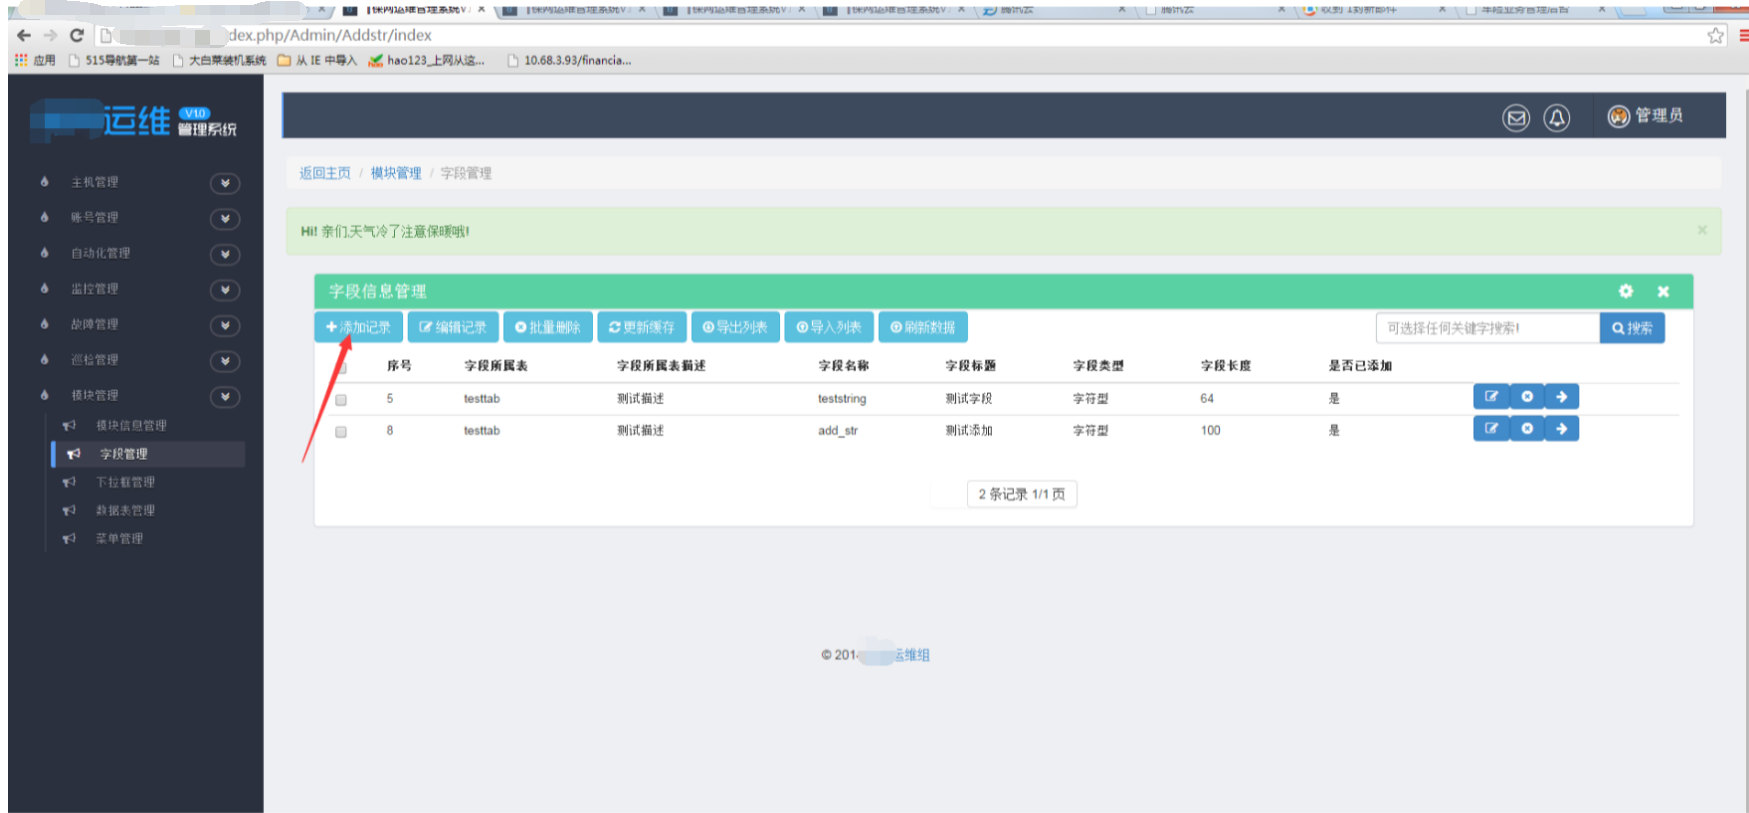 dex.php/Admin/Addstr/index
应用 515导航第一站 大白菜装机系统 从 IE 中导入 hao123_上网从这... 10.68.3.93/financia...
运维 V1.0 管理系统
管理员
主机管理
账号管理
自动化管理
监控管理
故障管理
巡检管理
模块管理
模块信息管理
字段管理
下拉框管理
数据表管理
菜单管理
返回主页 / 模块管理 / 字段管理
Hi! 亲们,天气冷了注意保暖哦!
字段信息管理
添加记录 编辑记录 批量删除 更新缓存 导出列表 导入列表 刷新数据 可选择任何关键字搜索! 搜索
序号 字段所属表 字段所属表描述 字段名称 字段标题 字段类型 字段长度 是否已添加
5 testtab 测试描述 teststring 测试字段 字符型 64 是
8 testtab 测试描述 add_str 测试添加 字符型 100 是
2 条记录 1/1 页
© 201 运维组